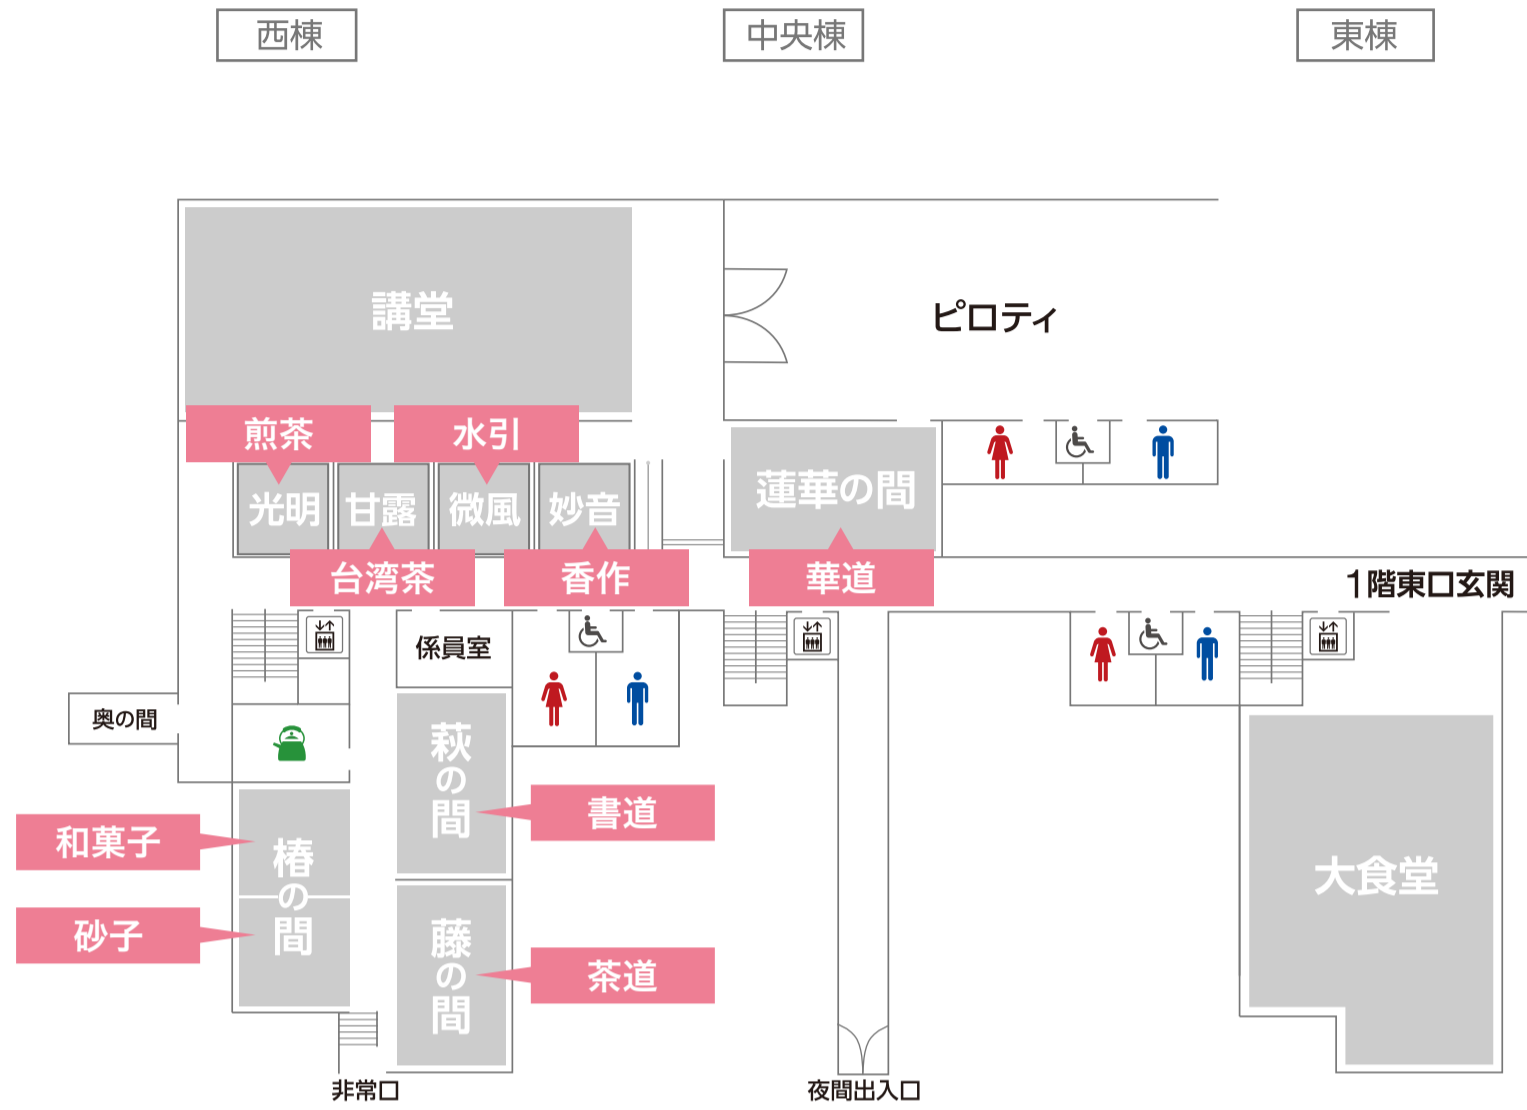 西棟
中央棟
東棟
講堂
ピロティ
煎茶
水引
光明
甘露
微風
妙音
蓮華の間
台湾茶
香作
華道
1階東口玄関
係員室
奥の間
萩の間
書道
和菓子
椿の間
砂子
藤の間
茶道
大食堂
非常口
夜間出入口